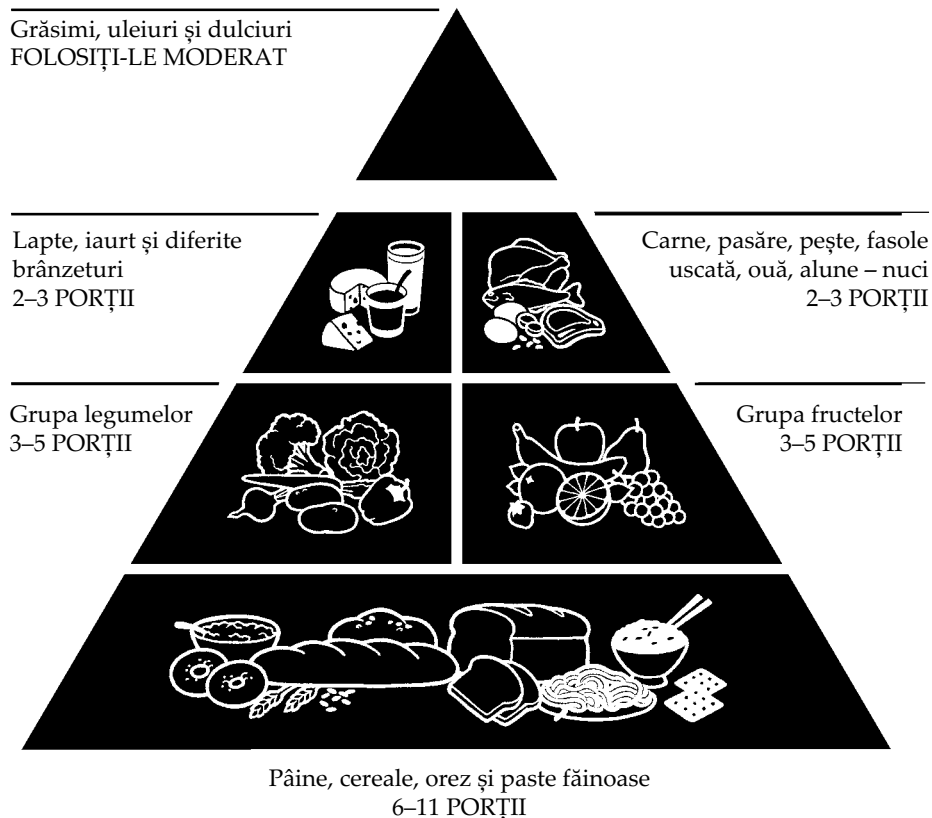 Grăsimi, uleiuri și dulciuri
FOLOSIȚI-LE MODERAT
Lapte, iaurt și diferite
brânzeturi
2–3 PORȚII
Carne, pasăre, pește, fasole
uscată, ouă, alune – nuci
2–3 PORȚII
Grupa legumelor
3–5 PORȚII
Grupa fructelor
3–5 PORȚII
Pâine, cereale, orez și paste făinoase
6–11 PORȚII